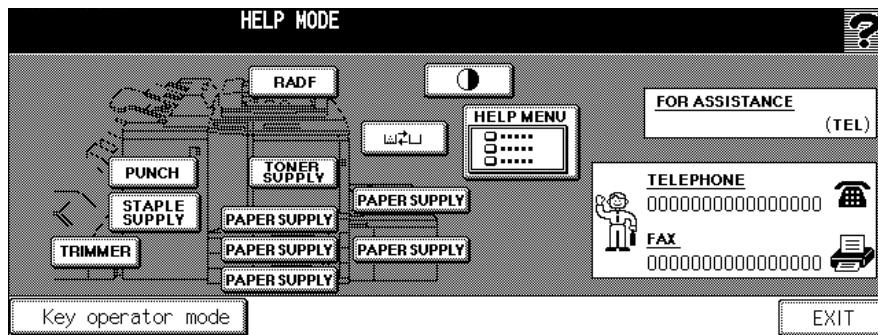 HELP MODE
RADF
FOR ASSISTANCE
(TEL)
HELP MENU
PUNCH
TONER
SUPPLY
TELEPHONE
0000000000000000
STAPLE
SUPPLY
PAPER SUPPLY
PAPER SUPPLY
FAX
0000000000000000
TRIMMER
PAPER SUPPLY
PAPER SUPPLY
PAPER SUPPLY
Key operator mode
EXIT